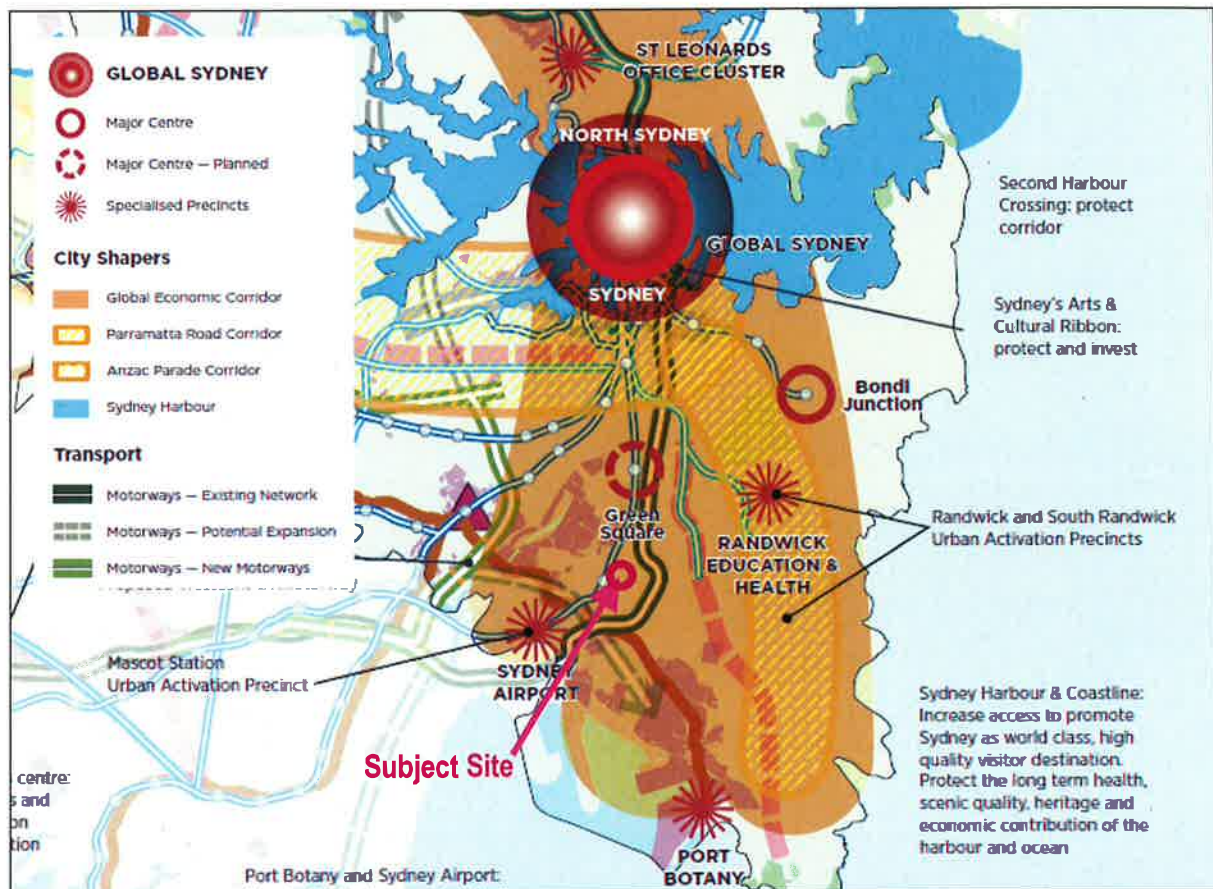 GLOBAL SYDNEY
Major Centre
Major Centre — Planned
Specialised Precincts
City Shapers
Global Economic Corridor
Parramatta Road Corridor
Anzac Parade Corridor
Sydney Harbour
Transport
Motorways — Existing Network
Motorways — Potential Expansion
Motorways — New Motorways
ST LEONARDS
OFFICE CLUSTER
NORTH SYDNEY
GLOBAL SYDNEY
SYDNEY
Second Harbour
Crossing: protect
corridor
Sydney's Arts &
Cultural Ribbon:
protect and invest
Bondi
Junction
Green
Square
RANDWICK
EDUCATION &
HEALTH
Randwick and South Randwick
Urban Activation Precincts
Mascot Station
Urban Activation Precinct
SYDNEY
AIRPORT
Subject Site
Sydney Harbour & Coastline:
Increase access to promote
Sydney as world class, high
quality visitor destination.
Protect the long term health,
scenic quality, heritage and
economic contribution of the
harbour and ocean
centre:
and
PORT
BOTANY
Port Botany and Sydney Airport: